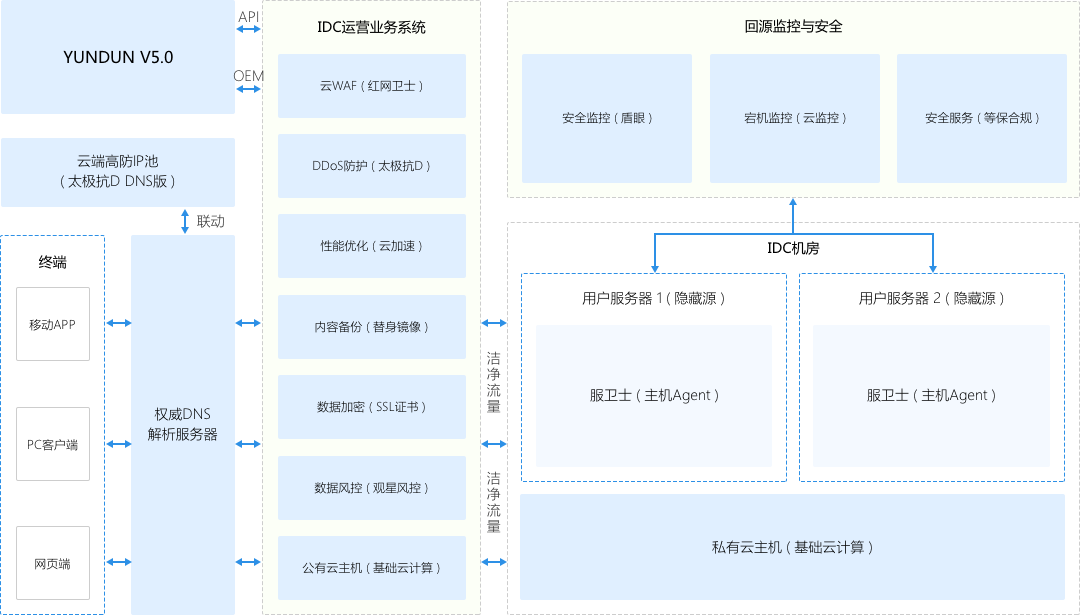 YUNDUN V5.0
API
OEM
云端高防IP池
(太极抗D DNS版)
联动
终端
移动APP
PC客户端
网页端
权威DNS
解析服务器
IDC运营业务系统
云WAF(红网卫士)
DDoS防护(太极抗D)
性能优化(云加速)
内容备份(替身镜像)
数据加密(SSL证书)
数据风控(观星风控)
公有云主机(基础云计算)
洁净流量
洁净流量
回源监控与安全
安全监控(盾眼)
宕机监控(云监控)
安全服务(等保合规)
IDC机房
用户服务器 1(隐藏源)
服卫士(主机Agent)
用户服务器 2(隐藏源)
服卫士(主机Agent)
私有云主机(基础云计算)